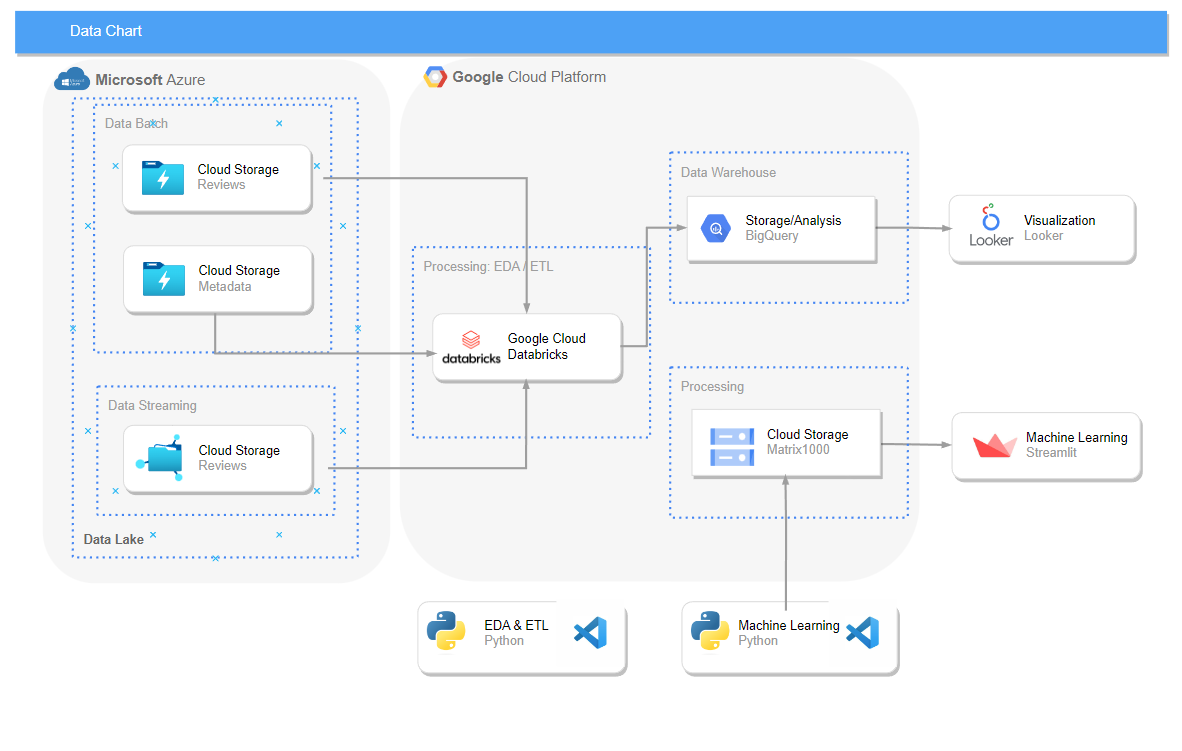 Data Chart
Microsoft Azure
Google Cloud Platform
Data Batch
Cloud Storage
Reviews
Cloud Storage
Metadata
Data Streaming
Cloud Storage
Reviews
Data Lake
Processing: EDA / ETL
databricks
Google Cloud
Databricks
Data Warehouse
Storage/Analysis
BigQuery
Looker
Visualization
Looker
Processing
Cloud Storage
Matrix1000
Machine Learning
Streamlit
EDA & ETL
Python
Machine Learning
Python